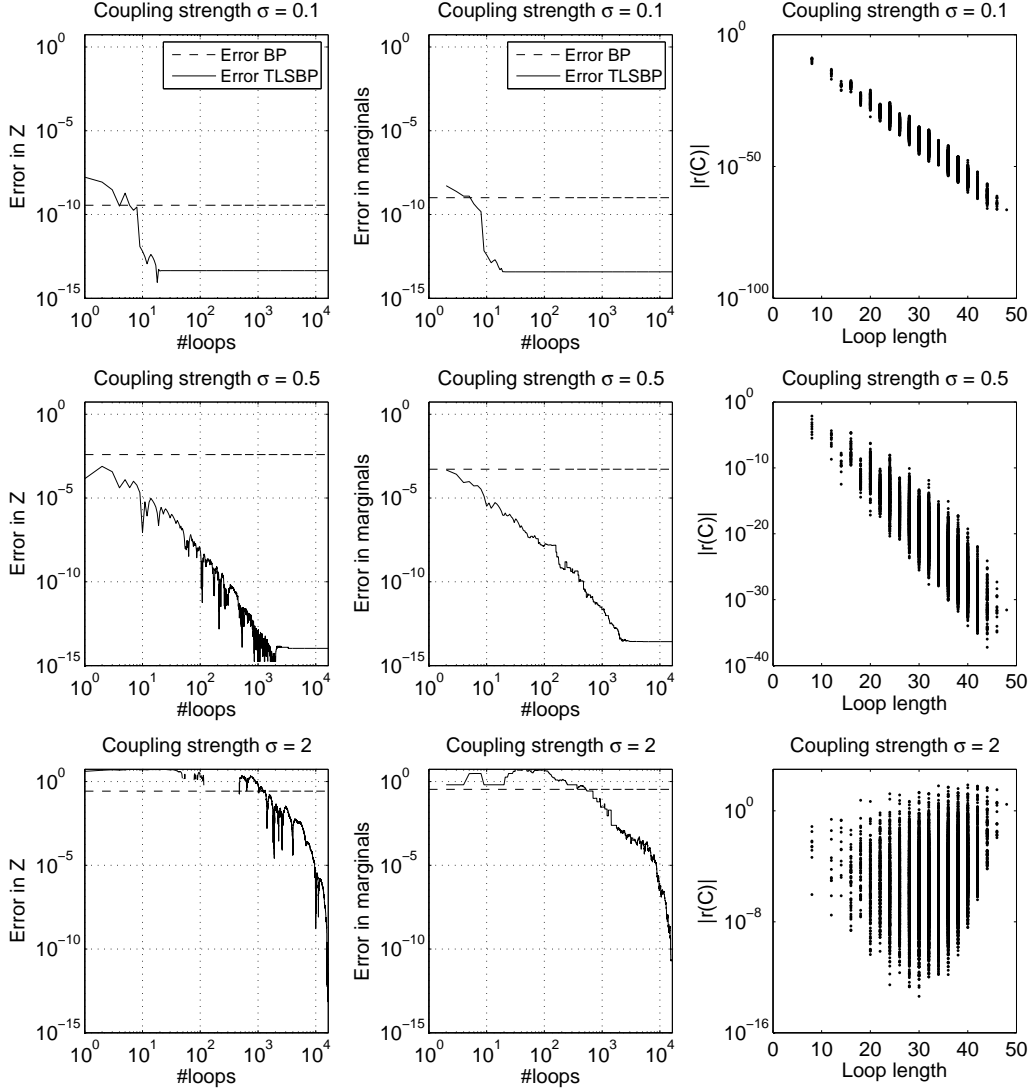 Coupling strength σ = 0.1
Error in Z
10^0
10^−5
10^−10
10^−15
Error BP
Error TLSBP
10^0 10^1 10^2 10^3 10^4
#loops
Coupling strength σ = 0.1
Error in marginals
10^0
10^−5
10^−10
10^−15
Error BP
Error TLSBP
10^0 10^1 10^2 10^3 10^4
#loops
Coupling strength σ = 0.1
|r(C)|
10^0
10^−50
10^−100
0 10 20 30 40 50
Loop length
Coupling strength σ = 0.5
Error in Z
10^0
10^−5
10^−10
10^−15
10^0 10^1 10^2 10^3 10^4
#loops
Coupling strength σ = 0.5
Error in marginals
10^0
10^−5
10^−10
10^−15
10^0 10^1 10^2 10^3 10^4
#loops
Coupling strength σ = 0.5
|r(C)|
10^0
10^−10
10^−20
10^−30
10^−40
0 10 20 30 40 50
Loop length
Coupling strength σ = 2
Error in Z
10^0
10^−5
10^−10
10^−15
10^0 10^1 10^2 10^3 10^4
#loops
Coupling strength σ = 2
Error in marginals
10^0
10^−5
10^−10
10^−15
10^0 10^1 10^2 10^3 10^4
#loops
Coupling strength σ = 2
|r(C)|
10^0
10^−8
10^−16
0 10 20 30 40 50
Loop length